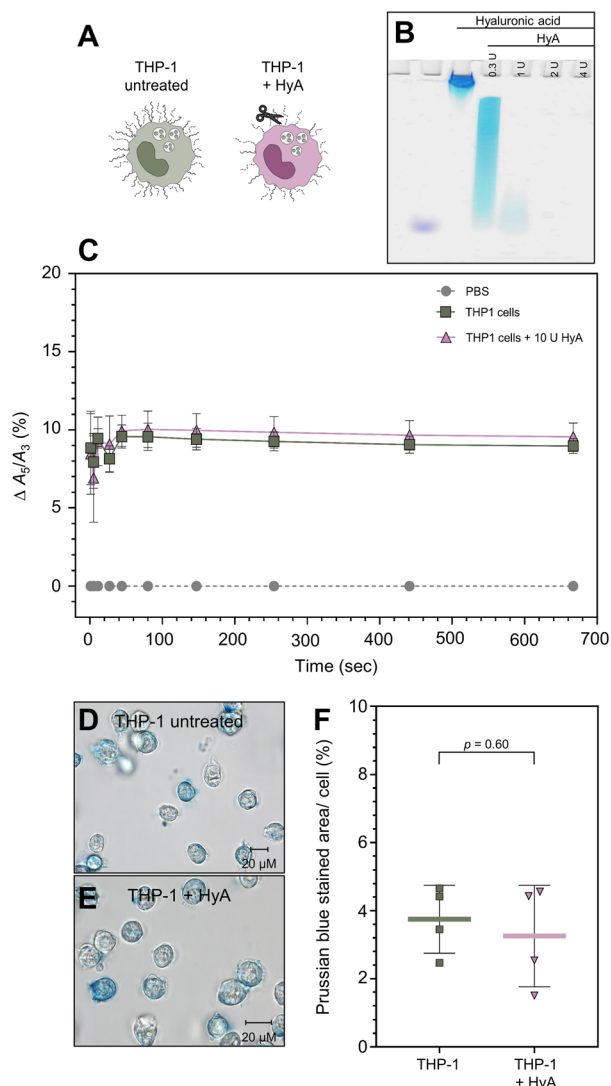 A
THP-1
untreated
THP-1
+ HyA
B
Hyaluronic acid
HyA
0.3 U
1 U
2 U
4 U
C
20
15
10
5
0
Δ A5/A3 (%)
PBS
THP1 cells
THP1 cells + 10 U HyA
0 100 200 300 400 500 600 700
Time (sec)
D
THP-1 untreated
20 µM
E
THP-1 + HyA
20 µM
F
10
8
6
4
2
0
Prussian blue stained area/ cell (%)
p = 0.60
THP-1
THP-1
+ HyA